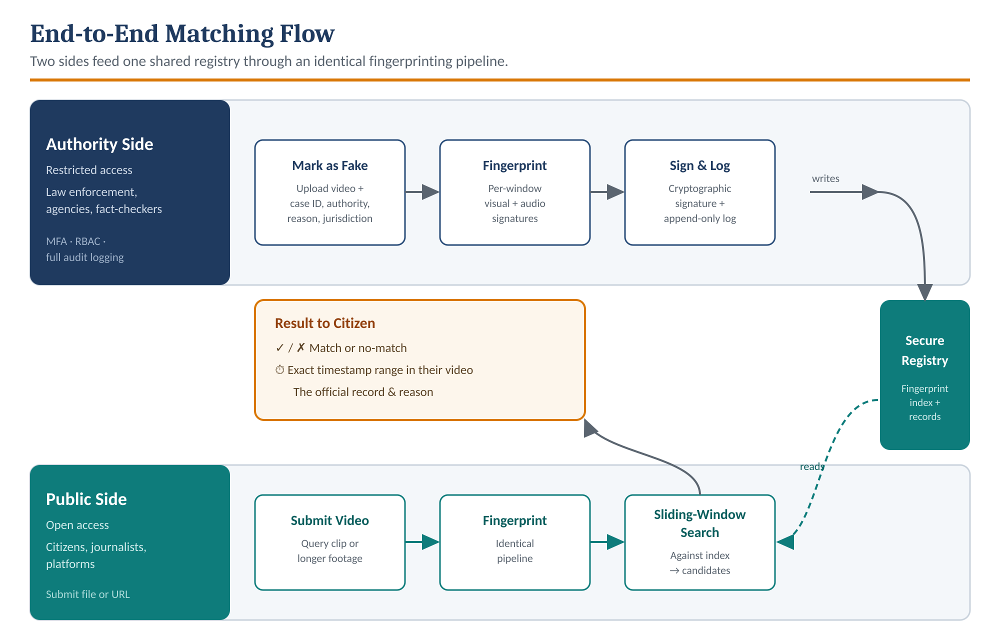 End-to-End Matching Flow
Two sides feed one shared registry through an identical fingerprinting pipeline.
Authority Side
Restricted access
Law enforcement,
agencies, fact-checkers
MFA · RBAC ·
full audit logging
Mark as Fake
Upload video +
case ID, authority,
reason, jurisdiction
Fingerprint
Per-window
visual + audio
signatures
Sign & Log
Cryptographic
signature +
append-only log
writes
Result to Citizen
✓ / ✗ Match or no-match
⏱ Exact timestamp range in their video
The official record & reason
Secure
Registry
Fingerprint
index +
records
reads
Public Side
Open access
Citizens, journalists,
platforms
Submit file or URL
Submit Video
Query clip or
longer footage
Fingerprint
Identical
pipeline
Sliding-Window
Search
Against index
→ candidates